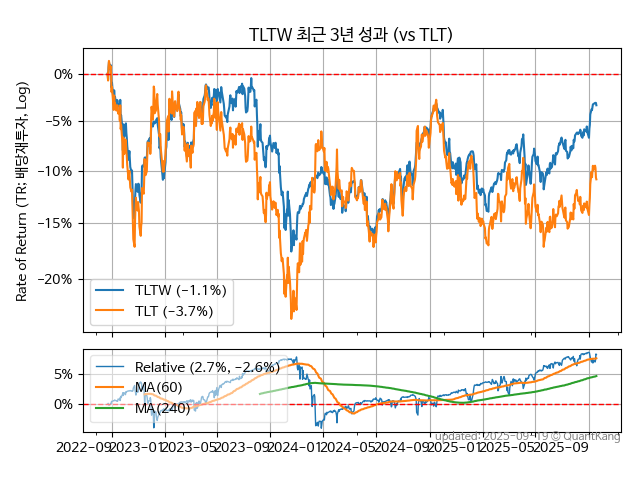 TLTW 최근 3년 성과 (vs TLT)
Rate of Return (TR: 배당재투자, Log)
0%
−5%
−10%
−15%
−20%
TLTW (−1.1%)
TLT (−3.7%)
5%
0%
Relative (2.7%, −2.6%)
MA(60)
MA(240)
2022-09 2023-01 2023-05 2023-09 2024-01 2024-05 2024-09 2025-01 2025-05 2025-09
updated: 2025-09-19 © QuantKang